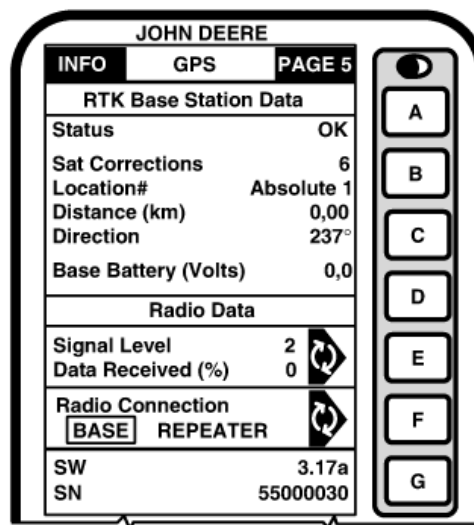 JOHN DEERE
INFO GPS PAGE 5
RTK Base Station Data
Status OK
Sat Corrections 6
Location# Absolute 1
Distance (km) 0,00
Direction 237°
Base Battery (Volts) 0,0
Radio Data
Signal Level 2
Data Received (%) 0
Radio Connection
BASE REPEATER
SW 3.17a
SN 55000030
A
B
C
D
E
F
G